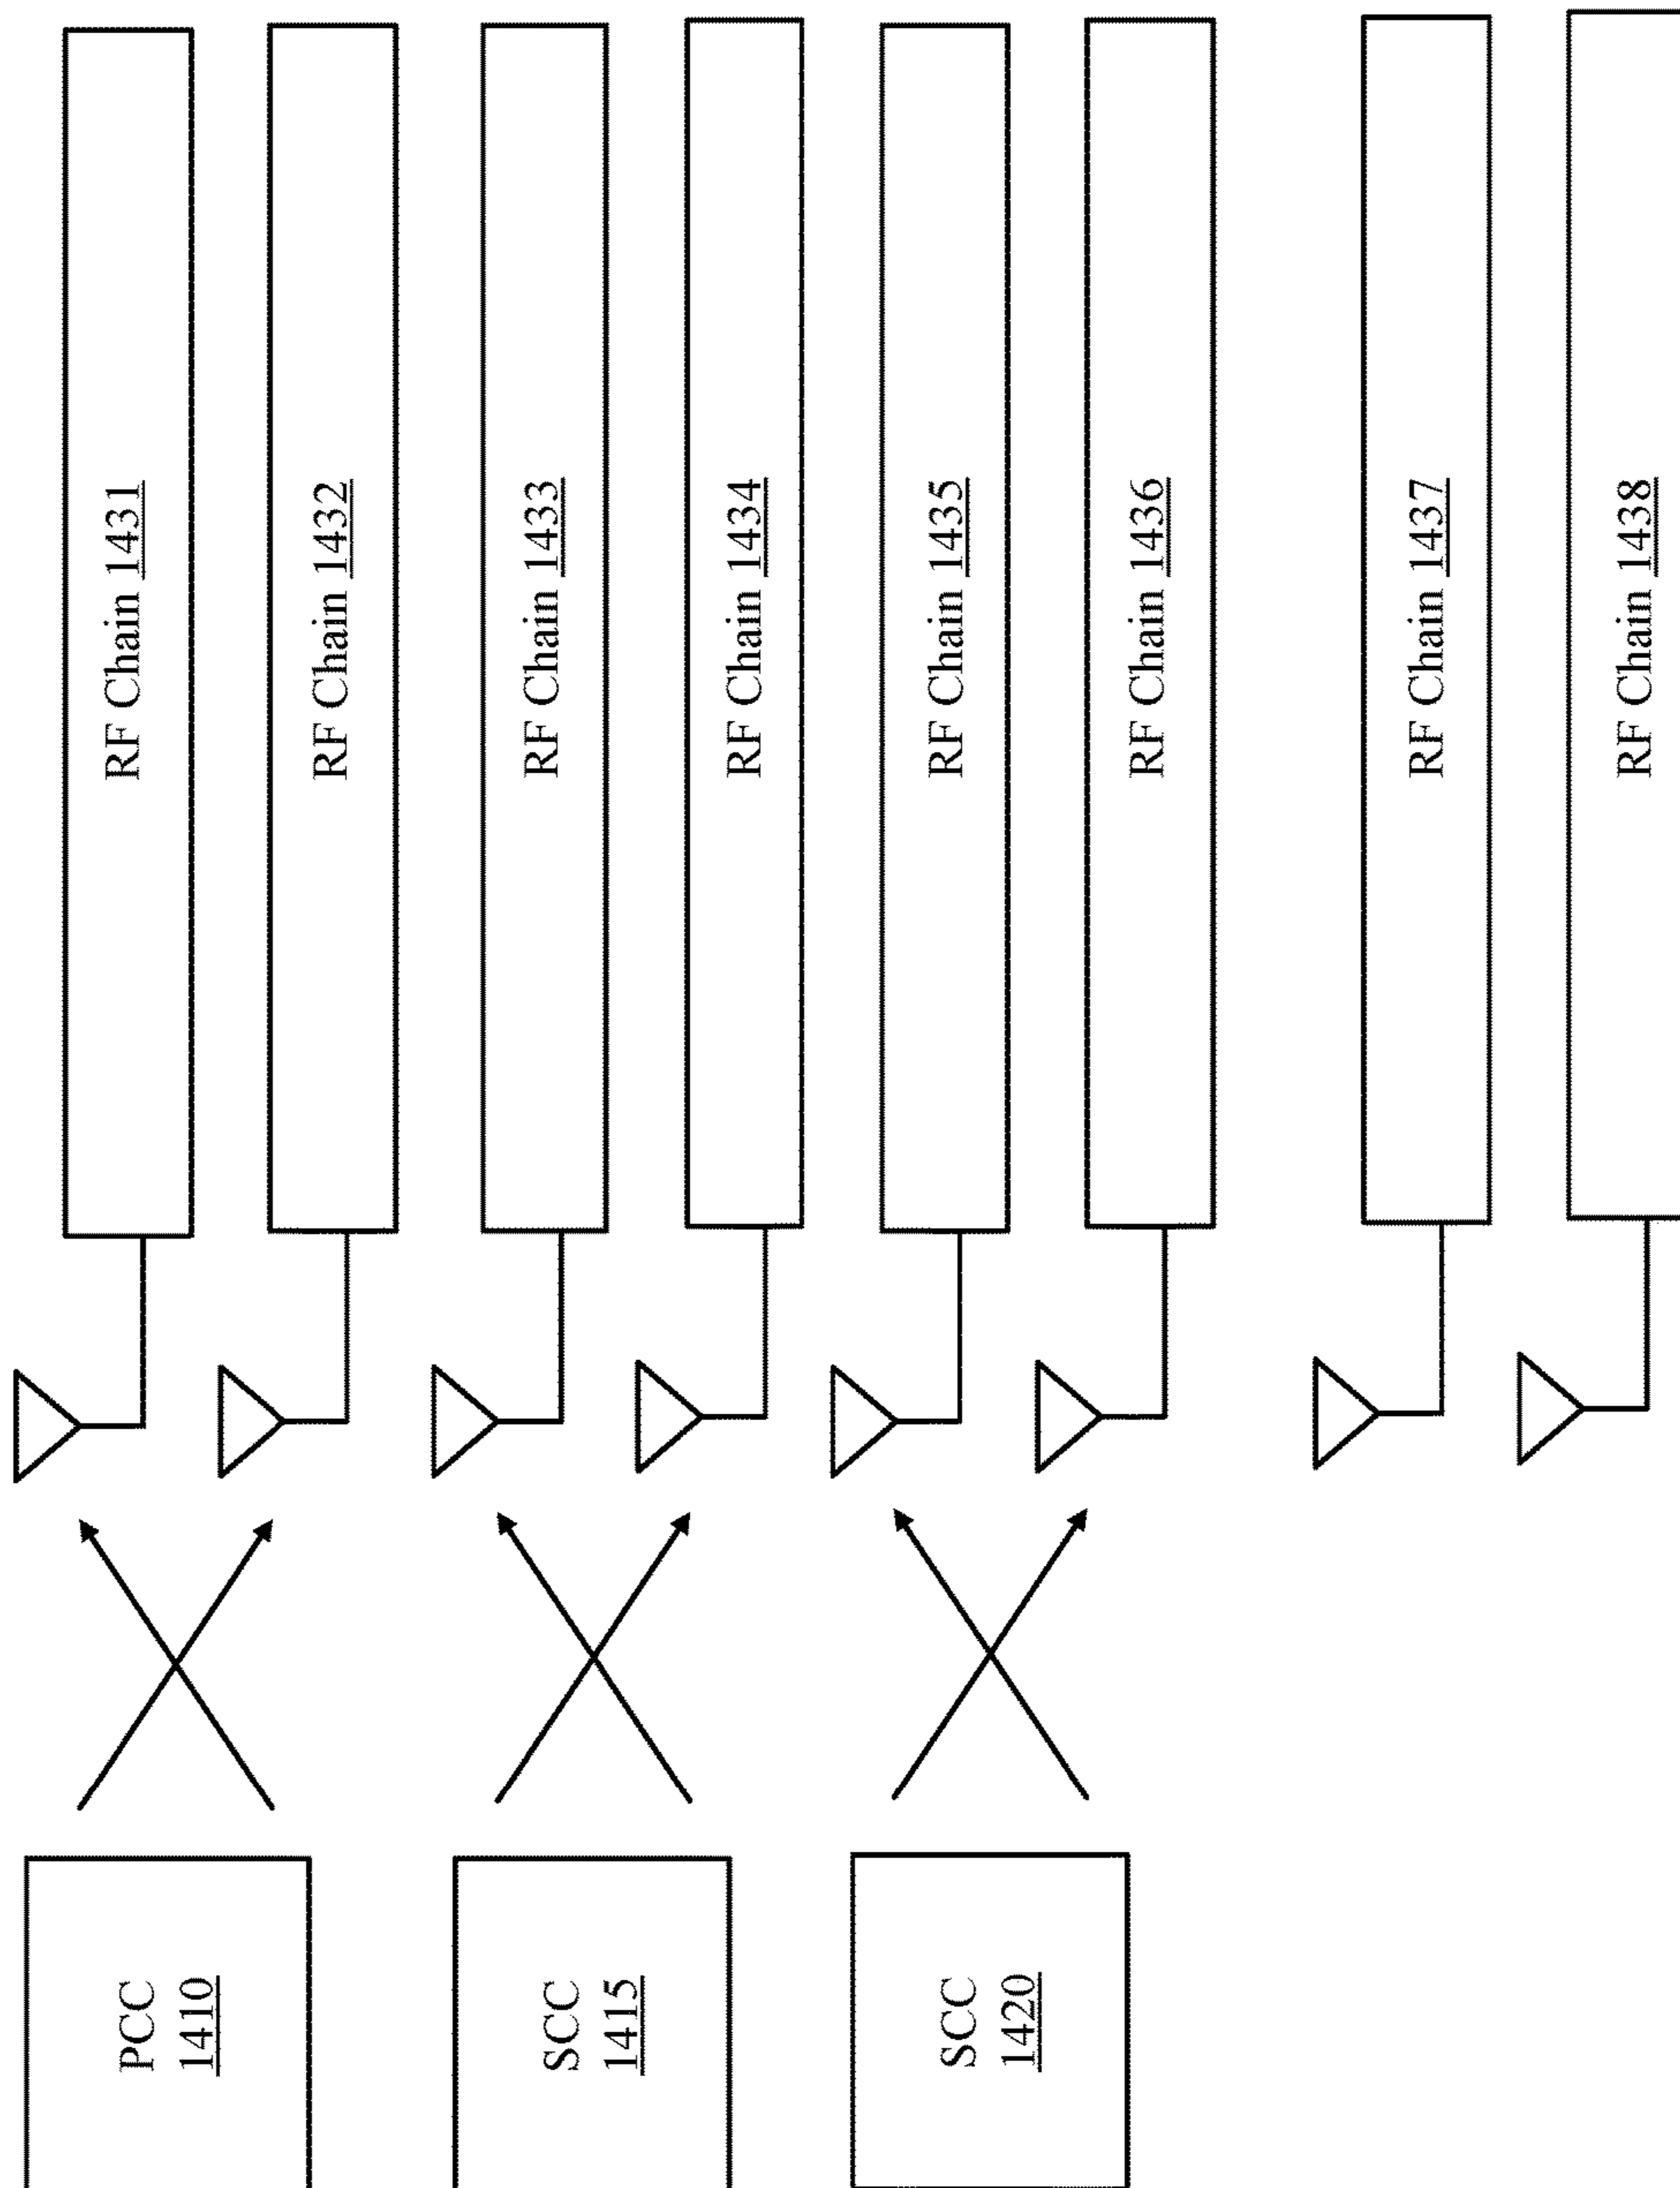 RF Chain 1431
RF Chain 1432
RF Chain 1433
RF Chain 1434
RF Chain 1435
RF Chain 1436
RF Chain 1437
RF Chain 1438
PCC
1410
SCC
1415
SCC
1420